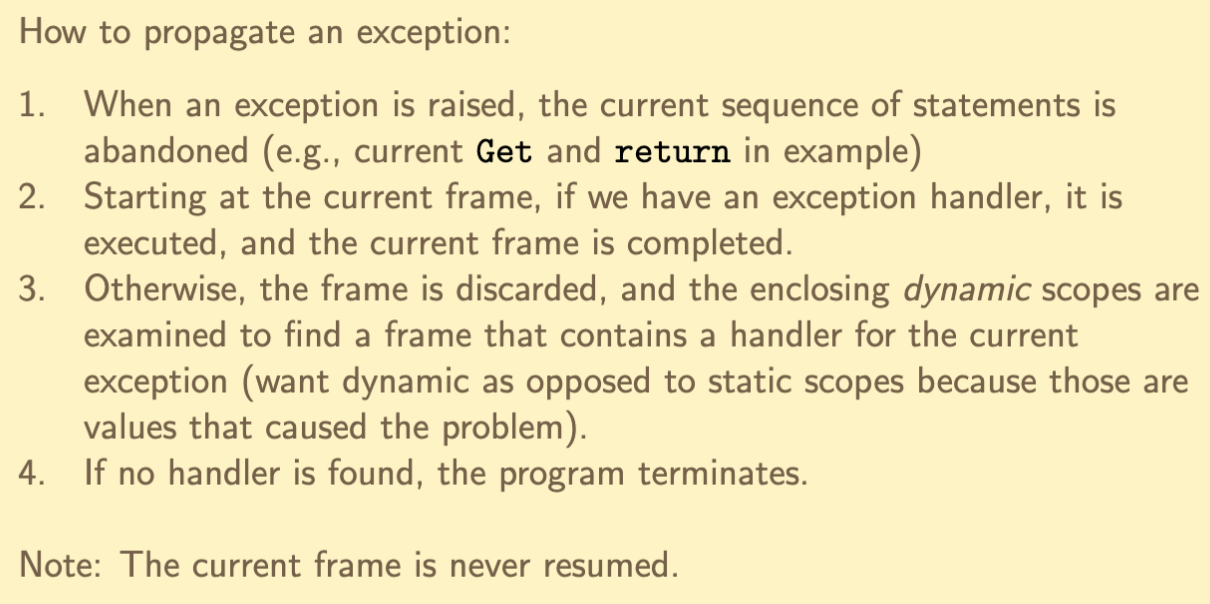 How to propagate an exception:
1. When an exception is raised, the current sequence of statements is
abandoned (e.g., current Get and return in example)
2. Starting at the current frame, if we have an exception handler, it is
executed, and the current frame is completed.
3. Otherwise, the frame is discarded, and the enclosing dynamic scopes are
examined to find a frame that contains a handler for the current
exception (want dynamic as opposed to static scopes because those are
values that caused the problem).
4. If no handler is found, the program terminates.
Note: The current frame is never resumed.